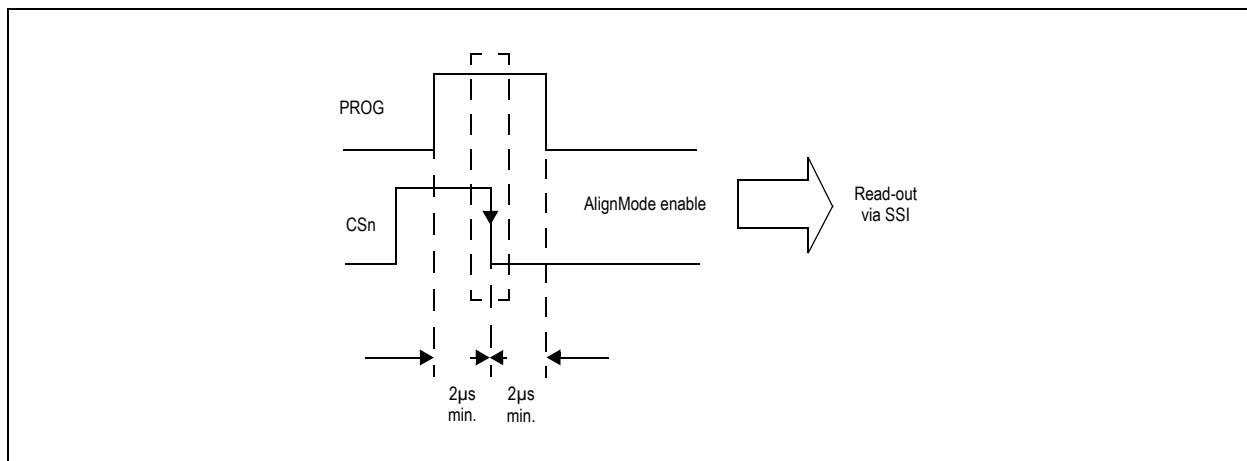 PROG
CSn
AlignMode enable
Read-out
via SSI
2µs
min.
2µs
min.